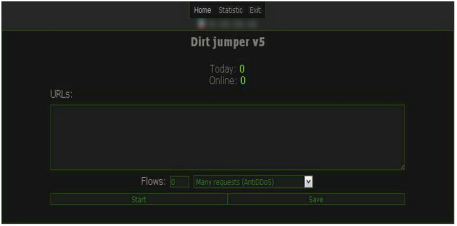 Home Statistic Exit
Dirt jumper v5
Today: 0
Online: 0
URLs:
Flows: 0 Many requests (AntiDDoS)
Start Save